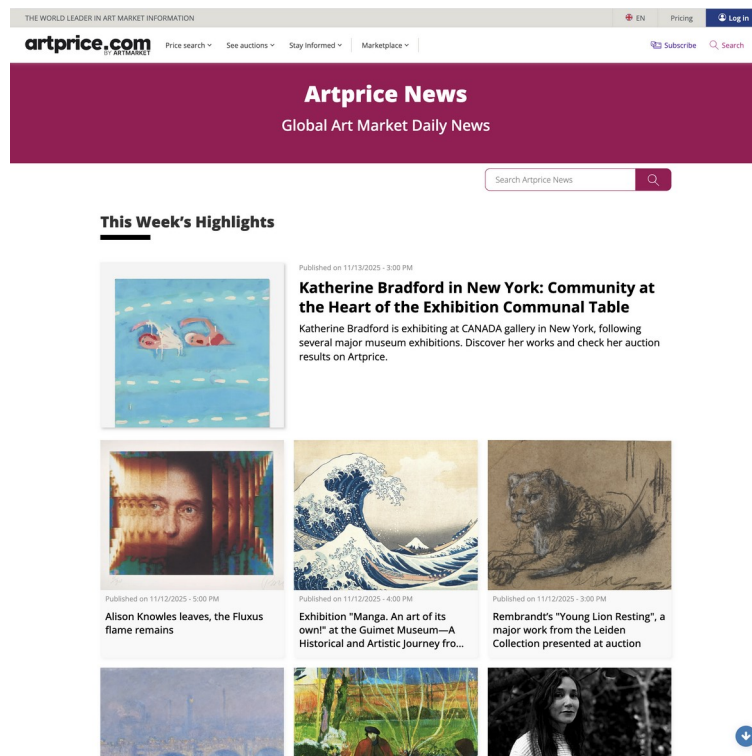 THE WORLD LEADER IN ART MARKET INFORMATION
EN
Pricing
Log in
artprice.com
BY ARTMARKET
Price search
See auctions
Stay Informed
Marketplace
Subscribe
Search
Artprice News
Global Art Market Daily News
Search Artprice News
This Week's Highlights
Published on 11/13/2025 - 3:00 PM
Katherine Bradford in New York: Community at
the Heart of the Exhibition Communal Table
Katherine Bradford is exhibiting at CANADA gallery in New York, following
several major museum exhibitions. Discover her works and check her auction
results on Artprice.
Published on 11/12/2025 - 5:00 PM
Alison Knowles leaves, the Fluxus
flame remains
Published on 11/12/2025 - 4:00 PM
Exhibition "Manga. An art of its
own!" at the Guimet Museum—A
Historical and Artistic Journey fro...
Published on 11/12/2025 - 3:00 PM
Rembrandt's "Young Lion Resting", a
major work from the Leiden
Collection presented at auction